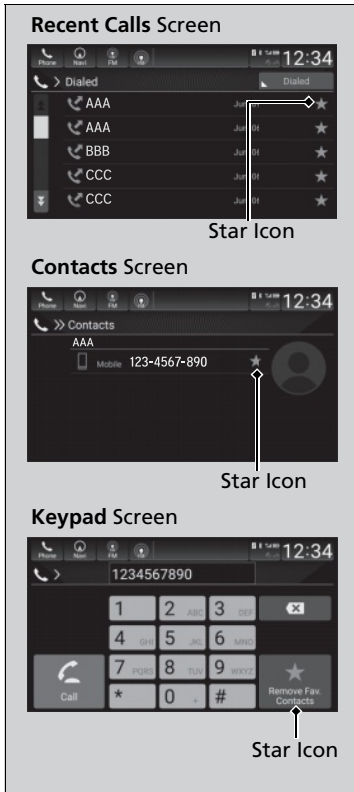 Recent Calls Screen
Phone Navi FM 12:34
Dialed Dialed
AAA
AAA
BBB
CCC
CCC
Star Icon
Contacts Screen
Phone Navi FM 12:34
Contacts
AAA
Mobile 123-4567-890
Star Icon
Keypad Screen
Phone Navi FM 12:34
1234567890
1 2 ABC 3 DEF
4 GHI 5 JKL 6 MNO
7 PQRS 8 TUV 9 WXYZ
Call * 0 #
Remove Fav.
Contacts
Star Icon